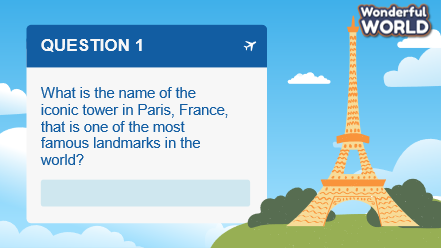 Wonderful
WORLD
QUESTION 1
What is the name of the
iconic tower in Paris, France,
that is one of the most
famous landmarks in the
world?